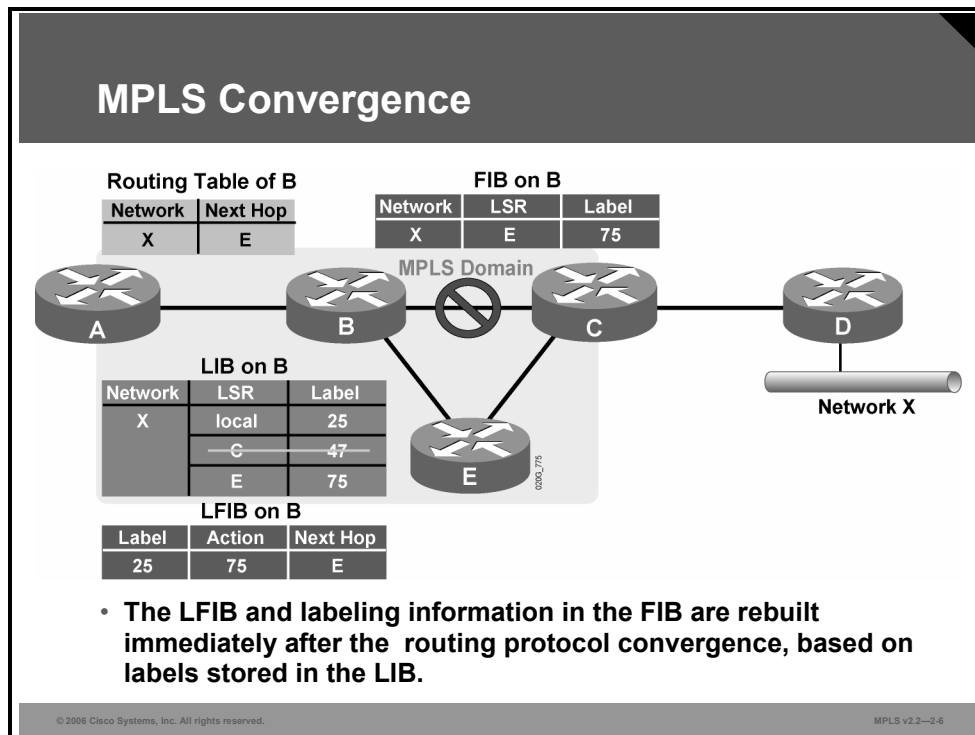 MPLS Convergence
Routing Table of B
Network Next Hop
X E
FIB on B
Network LSR Label
X E 75
MPLS Domain
A
B
C
D
Network X
LIB on B
Network LSR Label
X local 25
C 47
E 75
E
020G_775
LFIB on B
Label Action Next Hop
25 75 E
• The LFIB and labeling information in the FIB are rebuilt
immediately after the routing protocol convergence, based on
labels stored in the LIB.
© 2006 Cisco Systems, Inc. All rights reserved.
MPLS v2.2—2-6